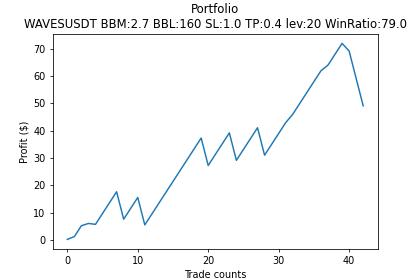 Portfolio
WAVESUSDT BBM:2.7 BBL:160 SL:1.0 TP:0.4 lev:20 WinRatio:79.0
70
60
50
40
30
20
10
0
Profit ($)
0 10 20 30 40
Trade counts